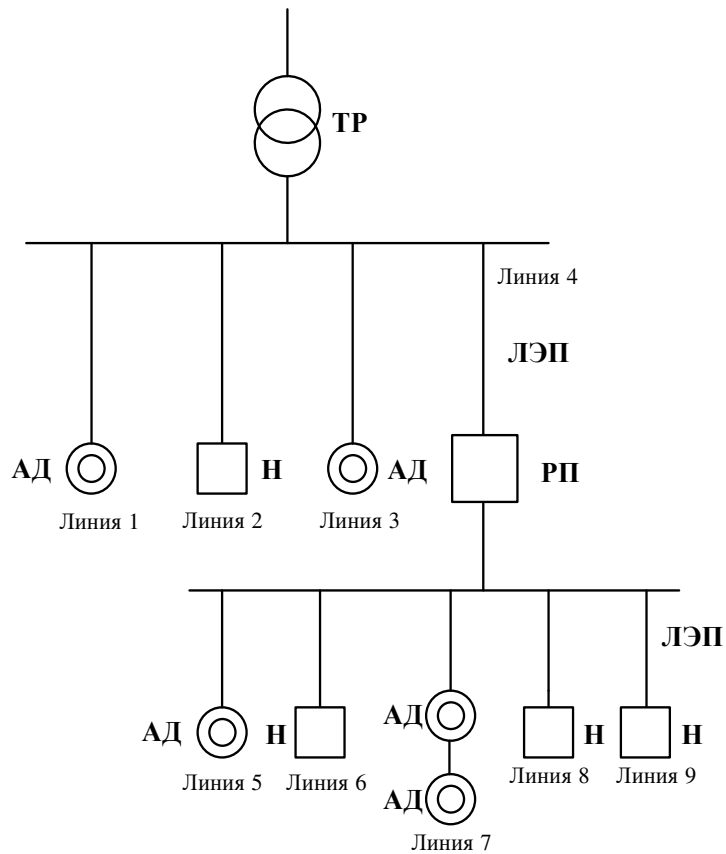 ТР
Линия 4
ЛЭП
АД
Н
АД
РП
Линия 1
Линия 2
Линия 3
ЛЭП
АД
АД
Н
Н
Н
Линия 5
Линия 6
Линия 8
Линия 9
АД
Линия 7